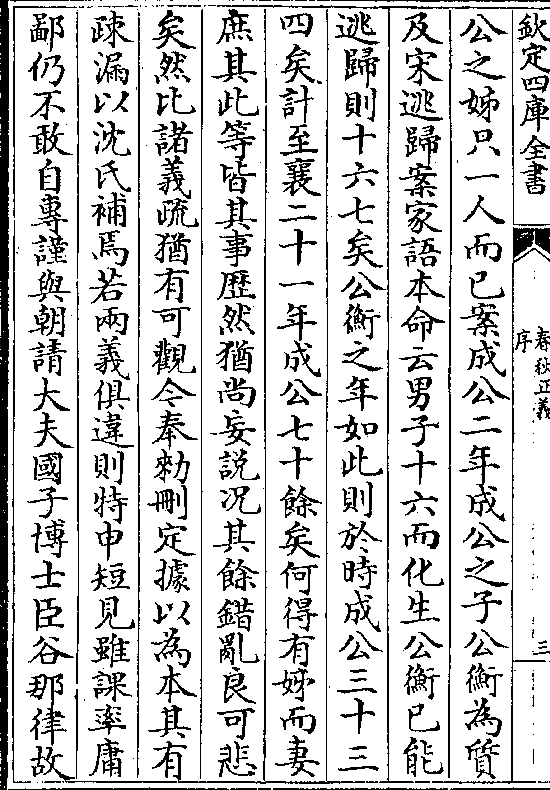 欽定四庫全書
春秋正義
序
三
公之姊只一人而已案成公二年成公之子公衡為質
及宋逃歸案家語本命云男子十六而化生公衡已能
逃歸則十六七矣公衡之年如此則於時成公三十三
四矣計至襄二十一年成公七十餘矣何得有姊而妻
庶其此等皆其事歷然猶尚妄説况其餘錯亂良可悲
矣然比諸義疏猶有可觀今奉勑刪定據以為本其有
疎漏以沈氏補焉若兩義俱違則特申短見雖課率庸
鄙仍不敢自專謹與朝請大夫國子博士臣谷那律故